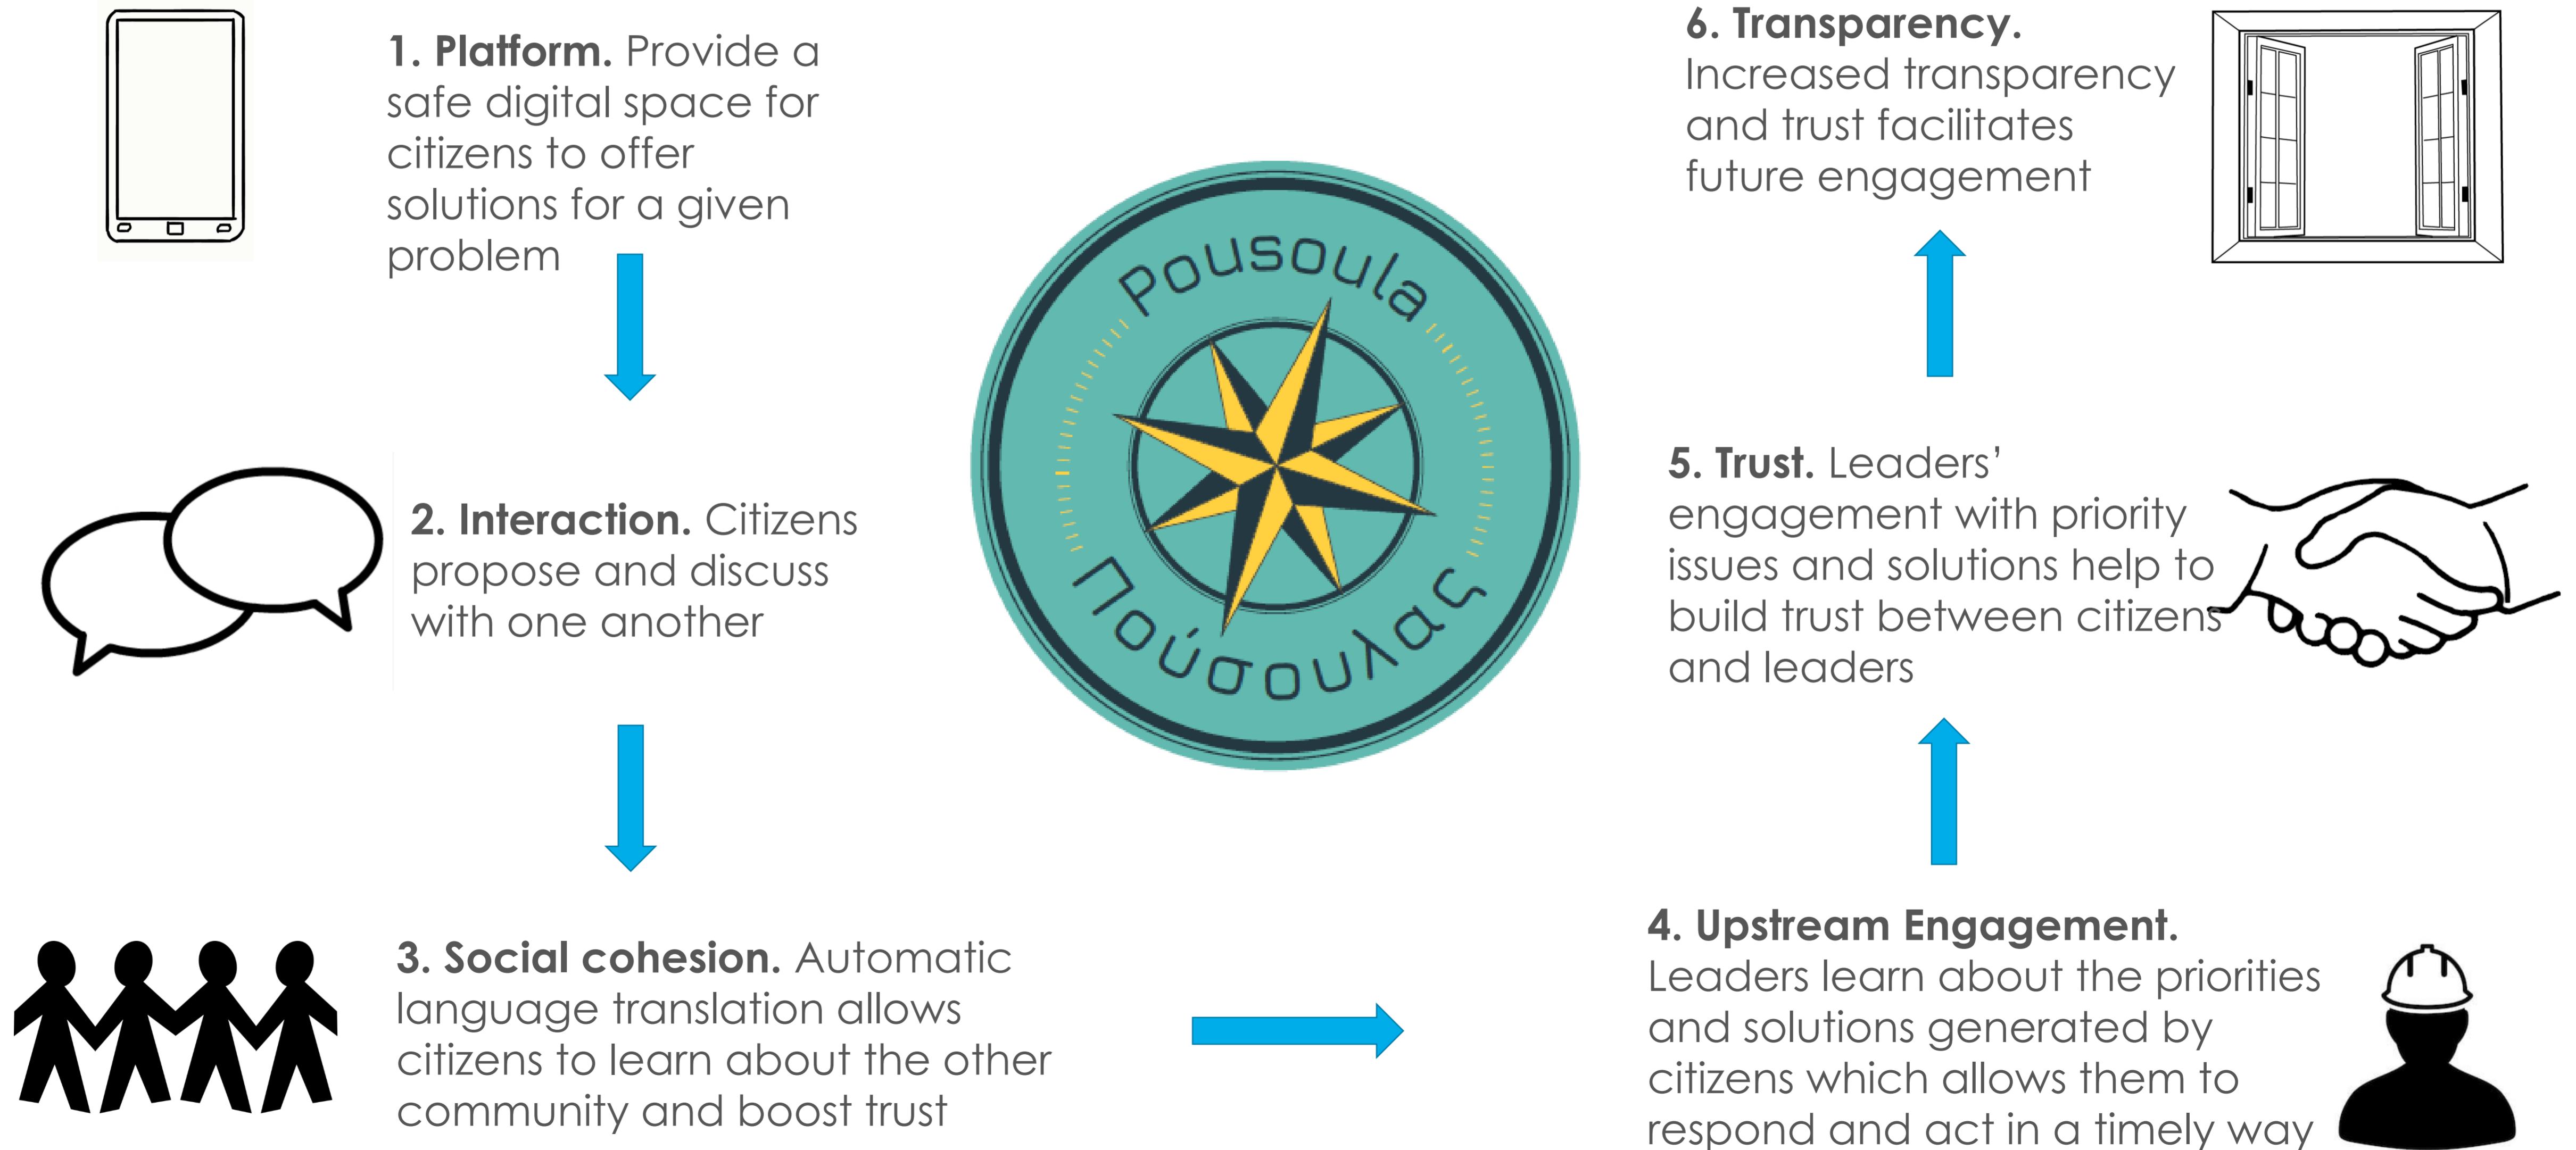 1. Platform. Provide a
safe digital space for
citizens to offer
solutions for a given
problem
2. Interaction. Citizens
propose and discuss
with one another
3. Social cohesion. Automatic
language translation allows
citizens to learn about the other
community and boost trust
Pousoula
Πούσουλας
4. Upstream Engagement.
Leaders learn about the priorities
and solutions generated by
citizens which allows them to
respond and act in a timely way
5. Trust. Leaders’
engagement with priority
issues and solutions help to
build trust between citizens
and leaders
6. Transparency.
Increased transparency
and trust facilitates
future engagement